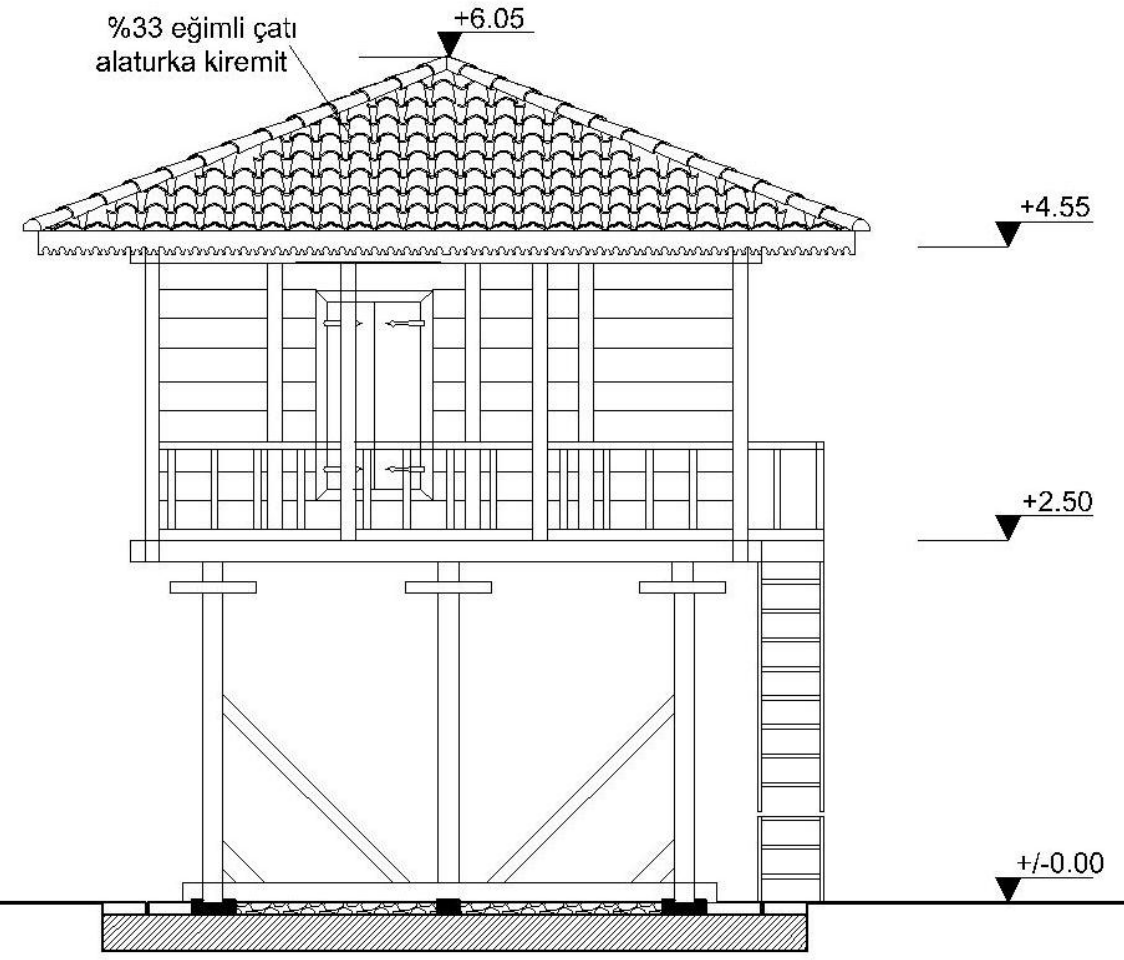 %33 eğimli çatı
alaturka kiremit
+6.05
+4.55
+2.50
+/-0.00